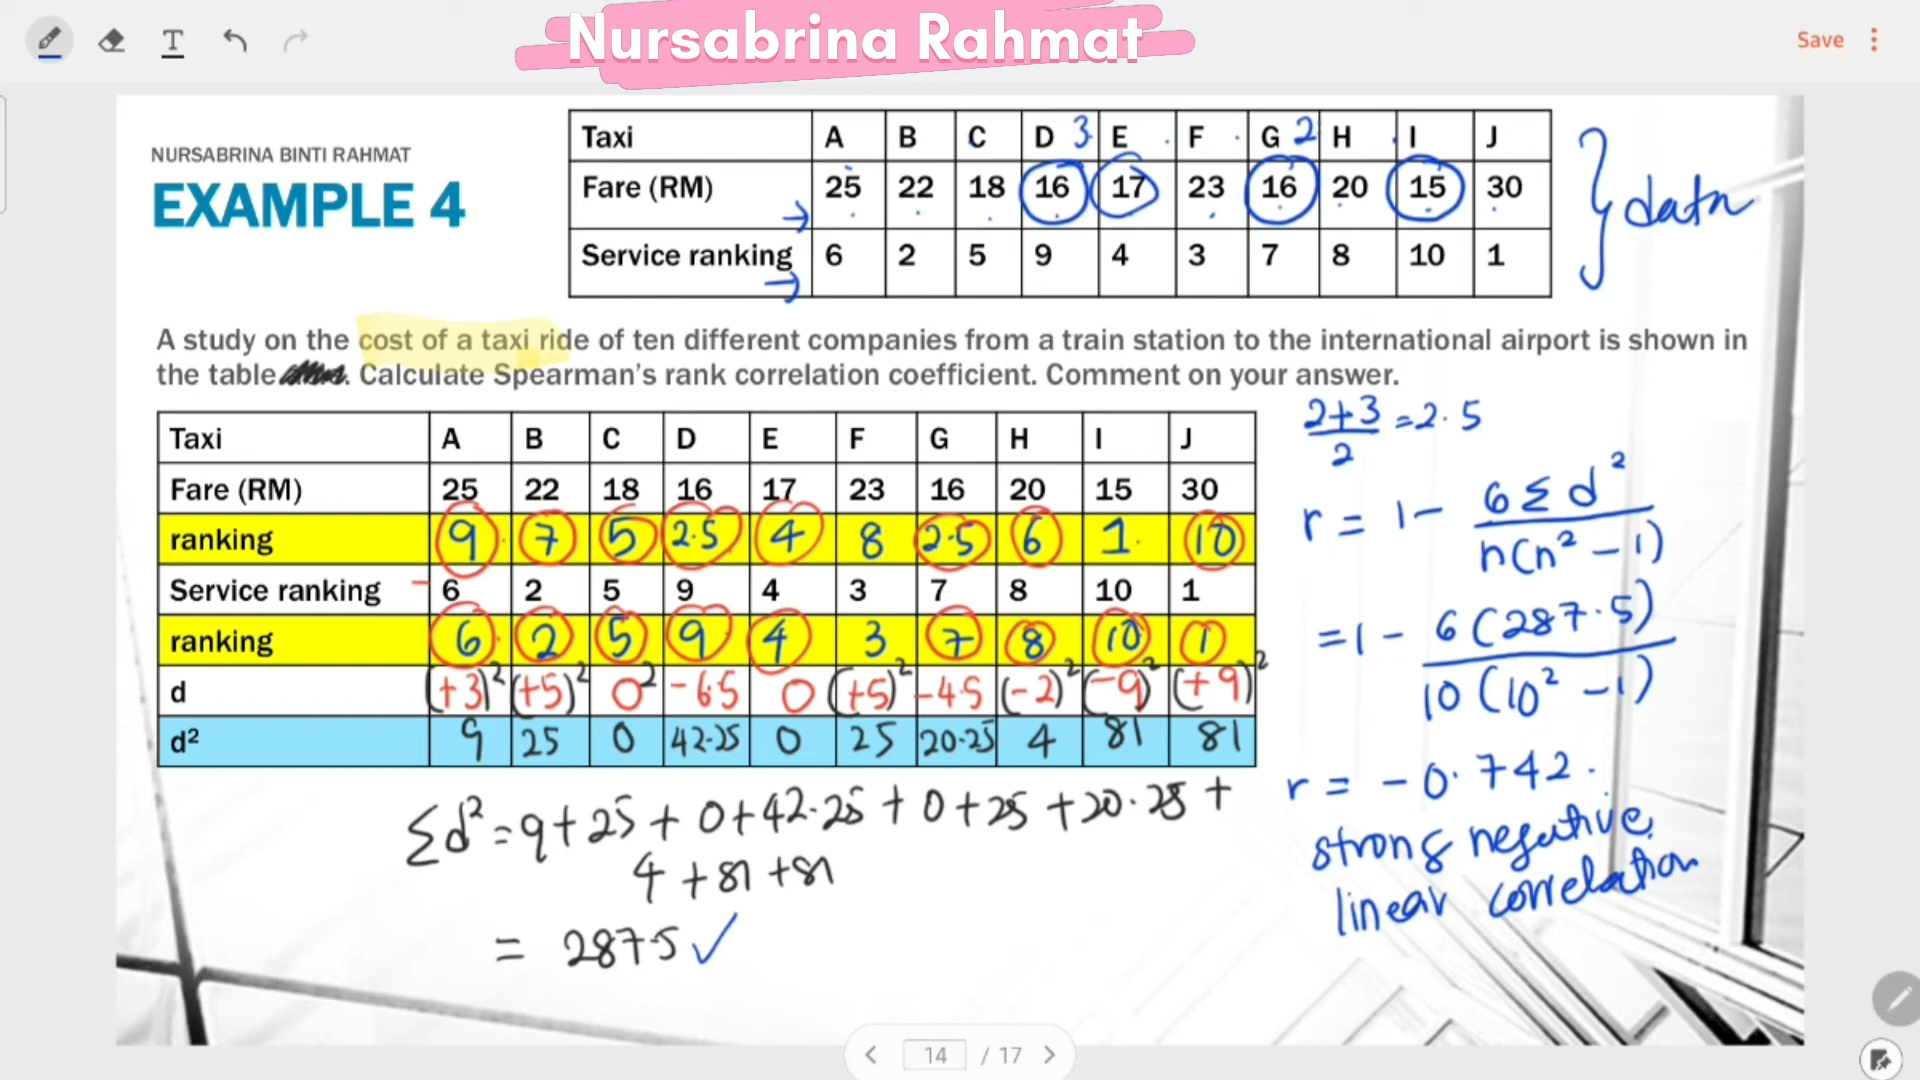 Nursabrina Rahmat
Save
NURSABRINA BINTI RAHMAT
EXAMPLE 4
Taxi A B C D 3 E F G 2 H I J
Fare (RM) 25 22 18 16 17 23 16 20 15 30
Service ranking 6 2 5 9 4 3 7 8 10 1
data
A study on the cost of a taxi ride of ten different companies from a train station to the international airport is shown in
the table. Calculate Spearman's rank correlation coefficient. Comment on your answer.
Taxi A B C D E F G H I J
Fare (RM) 25 22 18 16 17 23 16 20 15 30
ranking 9 7 5 2.5 4 8 2.5 6 1 10
Service ranking 6 2 5 9 4 3 7 8 10 1
ranking 6 2 5 9 4 3 7 8 10 1
d (+3)² (+5)² 0² -6.5 0 (+5)² -4.5 (-2)² (-9)² (+9)²
d² 9 25 0 42.25 0 25 20.25 4 81 81
Σd² = 9 + 25 + 0 + 42.25 + 0 + 25 + 20.25 +
4 + 81 + 81
= 287.5 ✓
2+3/2 = 2.5
r = 1 - 6Σd²/n(n² - 1)
= 1 - 6(287.5)/10(10² - 1)
r = -0.742.
strong negative
linear correlation
14 / 17
T